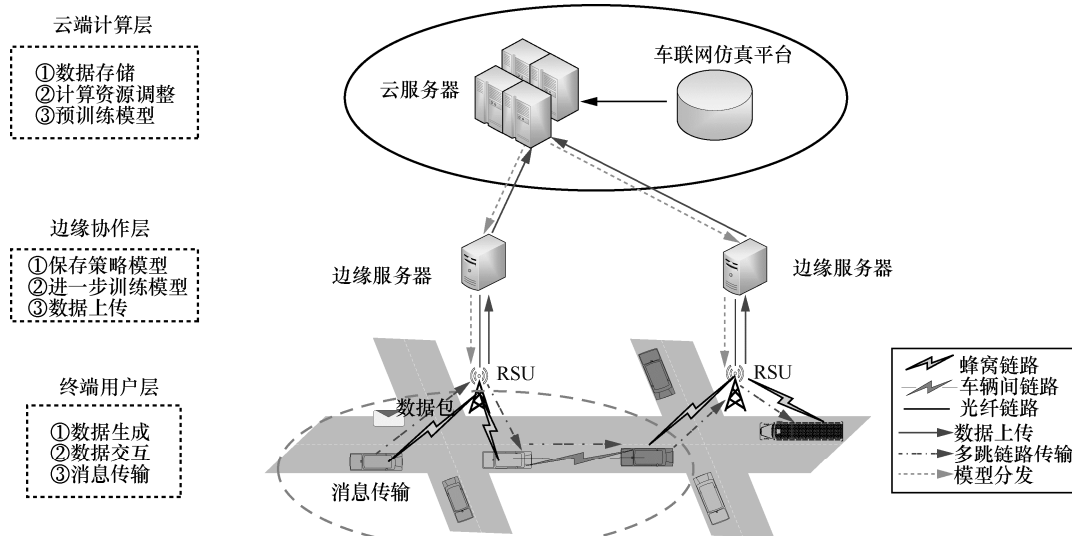 云端计算层
①数据存储
②计算资源调整
③预训练模型
云服务器
车联网仿真平台
边缘协作层
①保存策略模型
②进一步训练模型
③数据上传
边缘服务器
边缘服务器
终端用户层
①数据生成
②数据交互
③消息传输
RSU
数据包
消息传输
RSU
蜂窝链路
车辆间链路
光纤链路
数据上传
多跳链路传输
模型分发